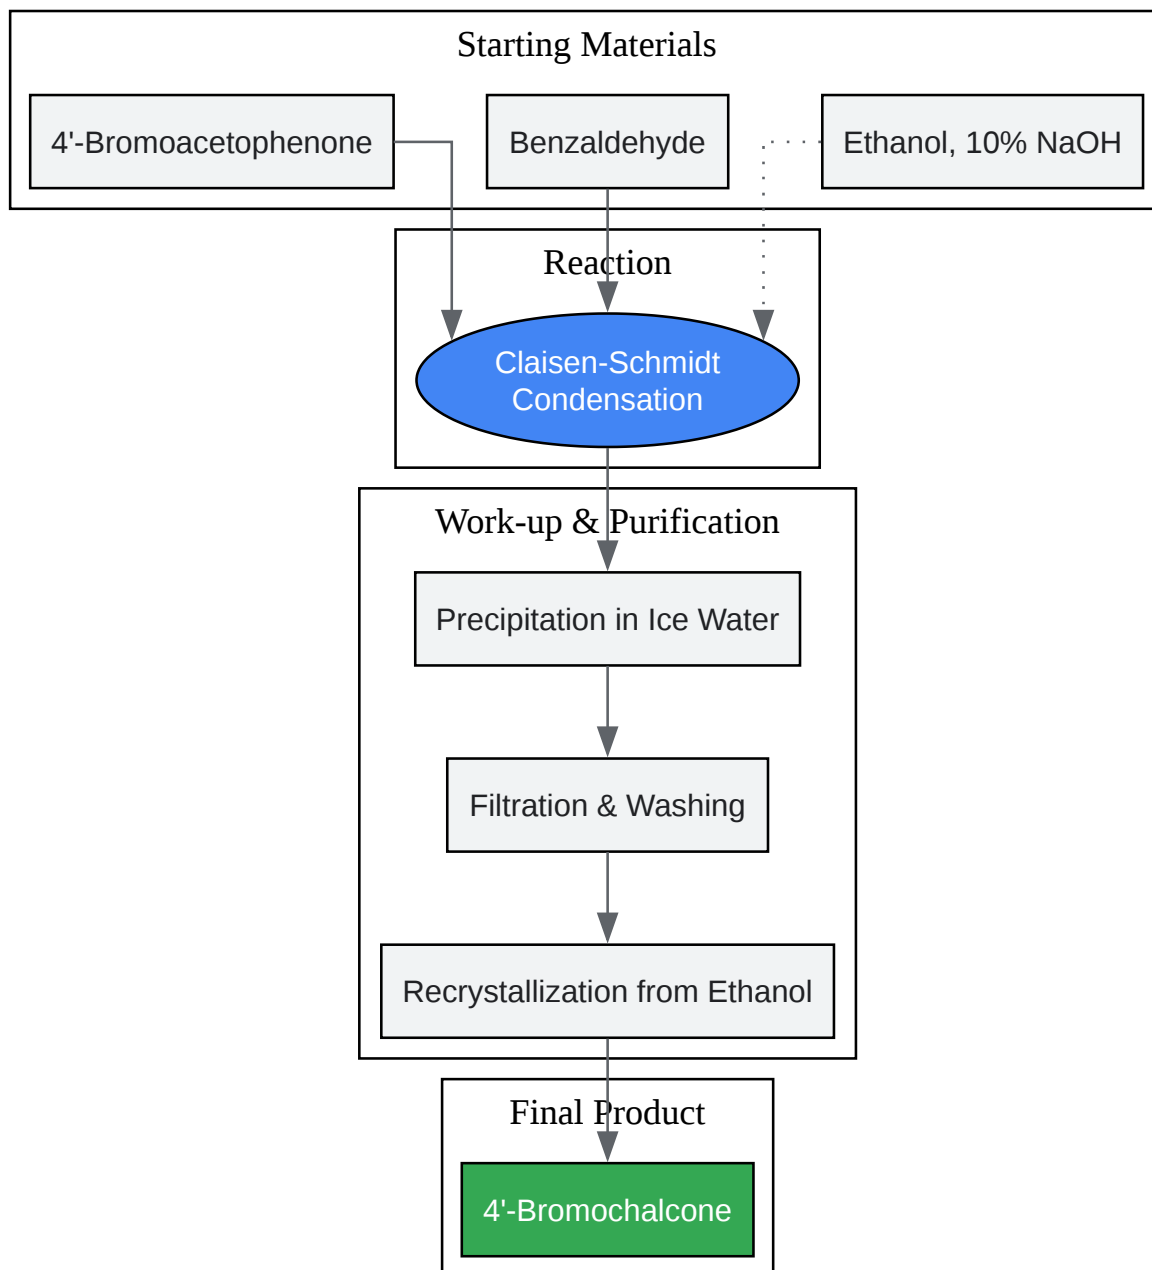 Starting Materials
4'-Bromoacetophenone
Benzaldehyde
Ethanol, 10% NaOH
Reaction
Claisen-Schmidt
Condensation
Work-up & Purification
Precipitation in Ice Water
Filtration & Washing
Recrystallization from Ethanol
Final Product
4'-Bromochalcone